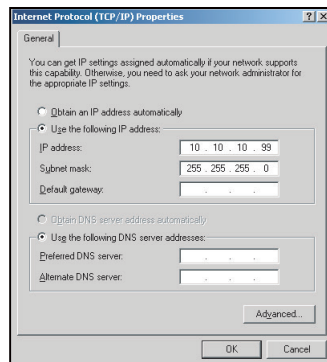 Internet Protocol (TCP/IP) Properties
General
You can get IP settings assigned automatically if your network supports
this capability. Otherwise, you need to ask your network administrator for
the appropriate IP settings.
Obtain an IP address automatically
Use the following IP address:
IP address: 10 . 10 . 10 . 99
Subnet mask: 255 . 255 . 255 . 0
Default gateway: . . .
Obtain DNS server address automatically
Use the following DNS server addresses:
Preferred DNS server: . . .
Alternate DNS server: . . .
Advanced...
OK Cancel